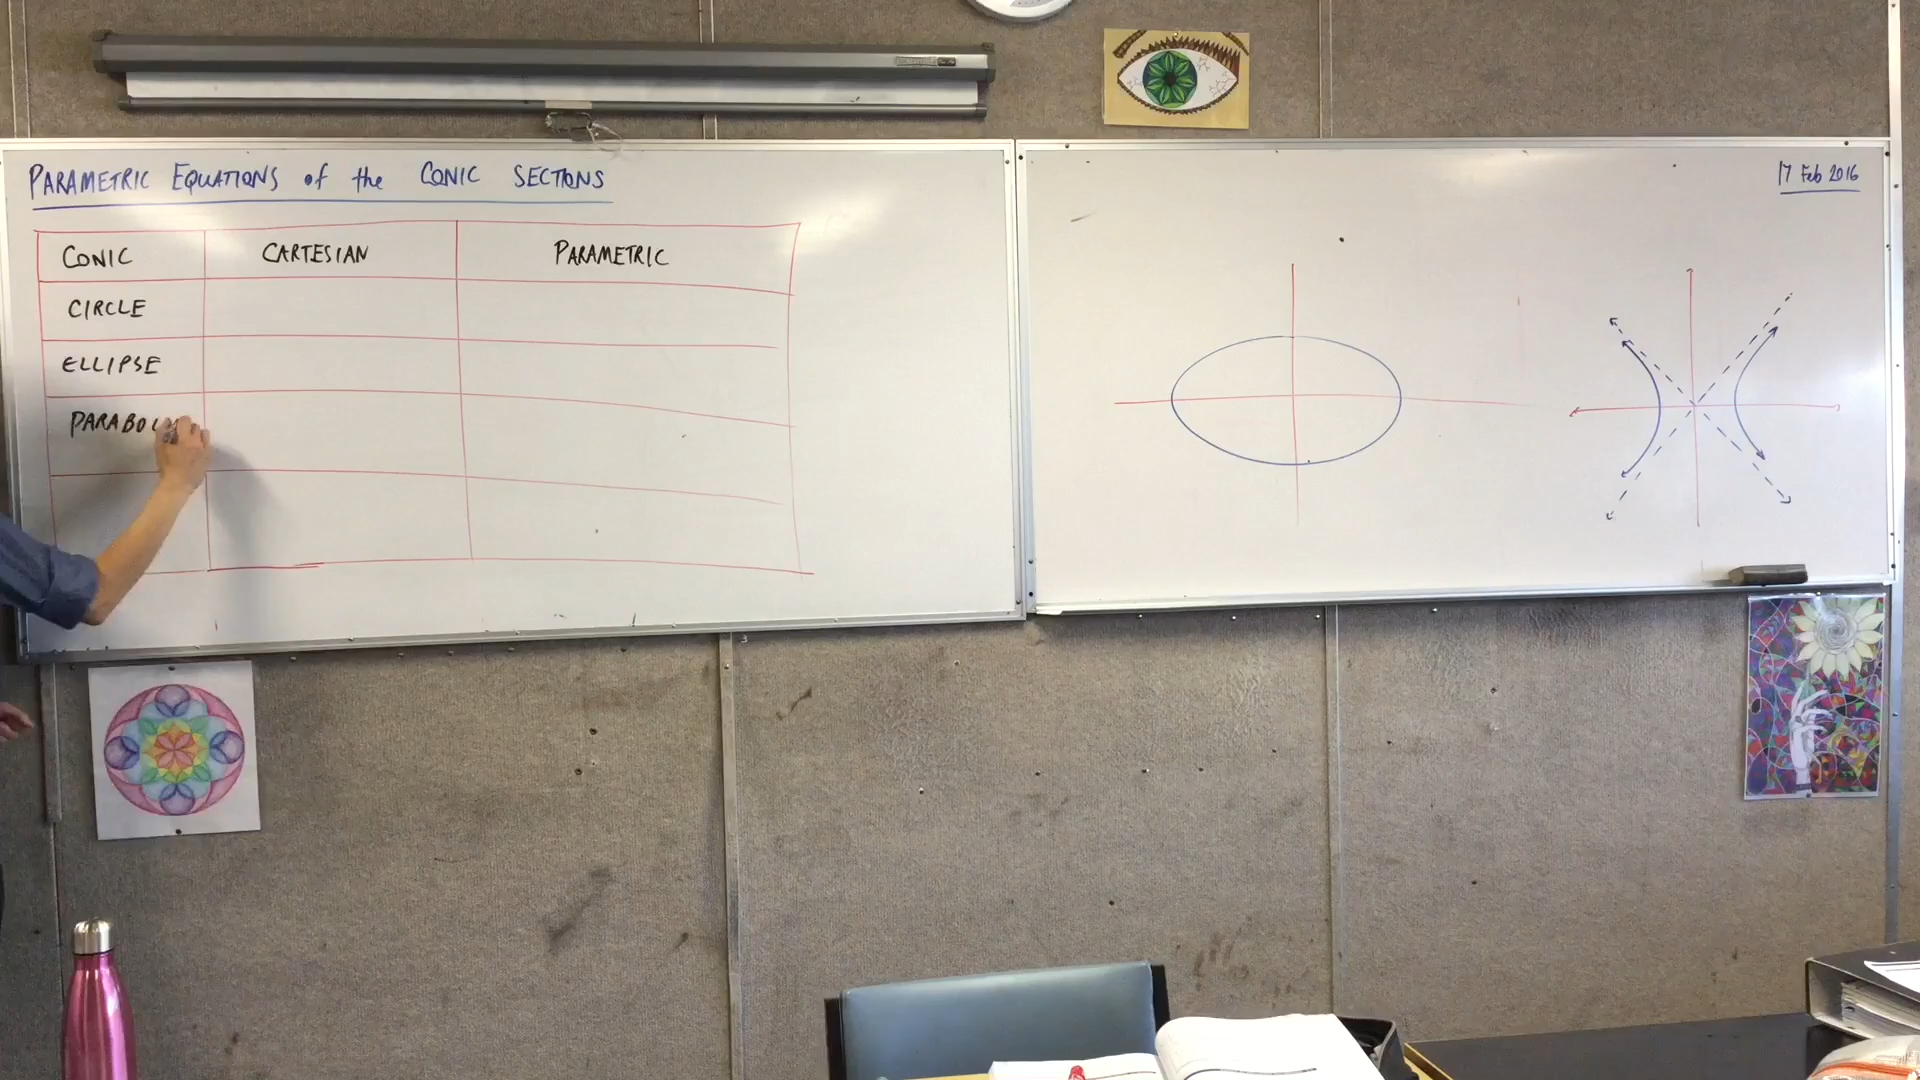 PARAMETRIC EQUATIONS of the CONIC SECTIONS
17 Feb 2016
CONIC CARTESIAN PARAMETRIC
CIRCLE
ELLIPSE